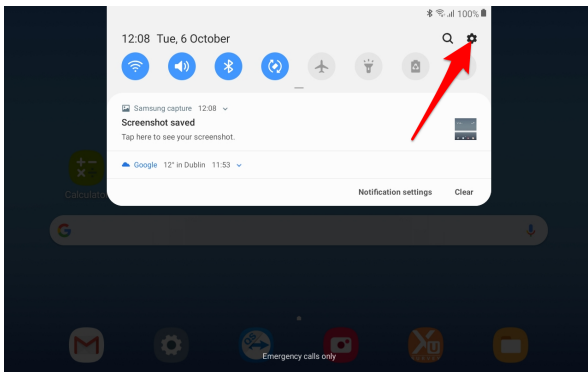 100%
12:08 Tue, 6 October
Samsung capture 12:08
Screenshot saved
Tap here to see your screenshot.
Google 12° in Dublin 11:53
Notification settings Clear
Calculator
G
Emergency calls only